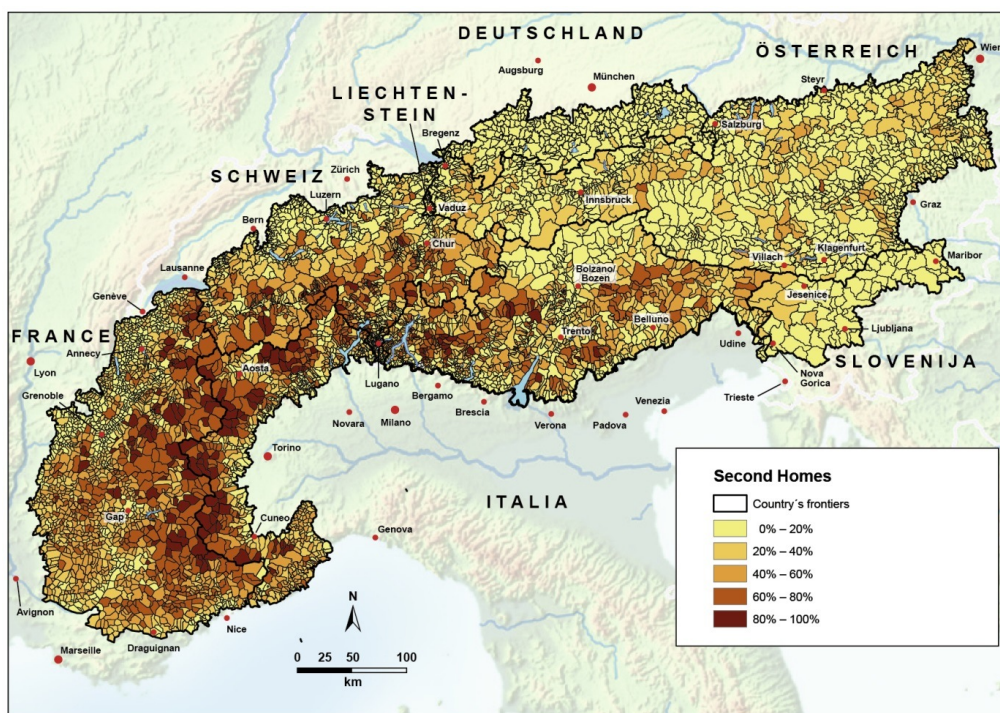 DEUTSCHLAND
Augsburg
München
ÖSTERREICH
Steyr
Wien
LIECHTEN-
STEIN
Bregenz
Salzburg
SCHWEIZ
Zürich
Luzern
Innsbruck
Vaduz
Graz
Bern
Chur
Klagenfurt
Villach
Maribor
Lausanne
Bolzano/
Bozen
Jesenice
Genève
FRANCE
Annecy
Belluno
Trento
Udine
Ljubljana
SLOVENIJA
Lyon
Aosta
Lugano
Nova
Gorica
Grenoble
Bergamo
Trieste
Novara
Milano
Brescia
Verona
Padova
Venezia
Torino
ITALIA
Gap
Cuneo
Genova
Avignon
Nice
Marseille
Draguignan
N
0 25 50 100
km
Second Homes
Country´s frontiers
0% – 20%
20% – 40%
40% – 60%
60% – 80%
80% – 100%